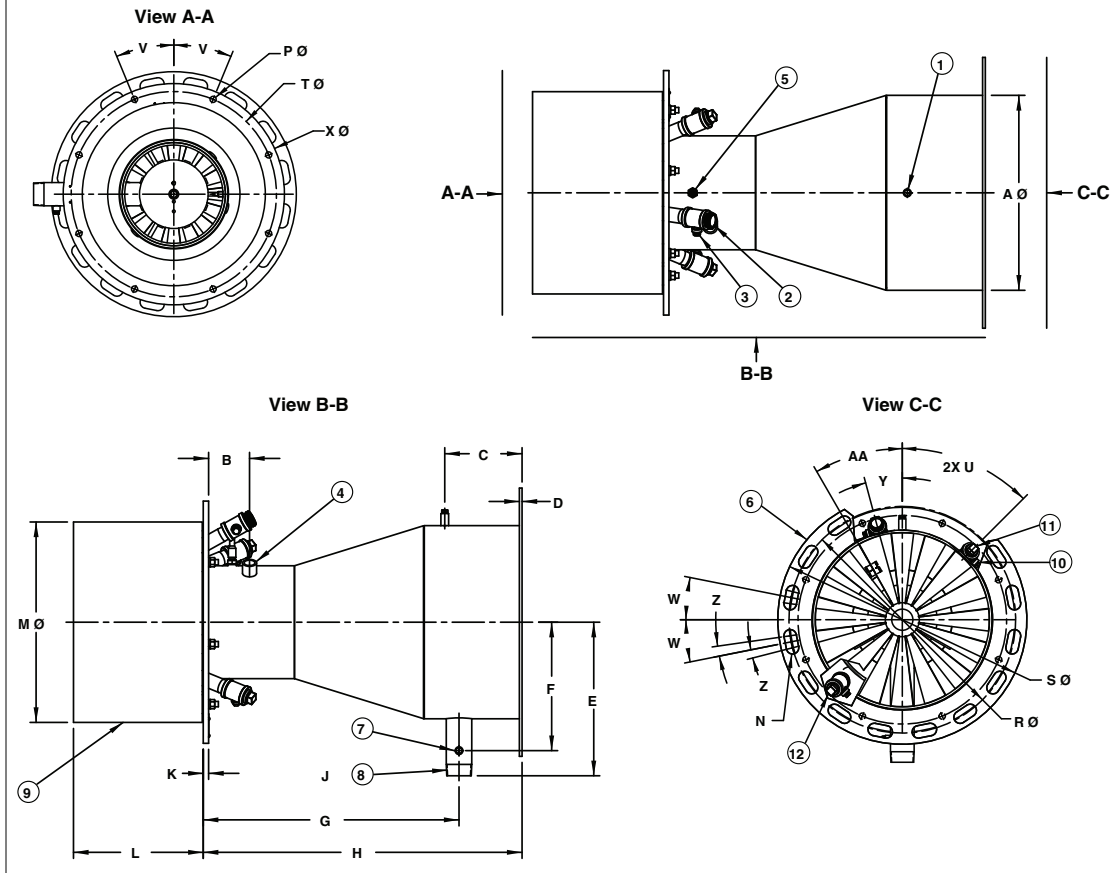 View A-A
V V
P Ø
T Ø
X Ø
5
1
A-A
A Ø
C-C
3
2
B-B
View B-B
B
C
4
D
M Ø
F
E
7
K
J
8
9
G
L
H
View C-C
AA
2X U
Y
6
11
10
W
Z
W
Z
S Ø
N
R Ø
12